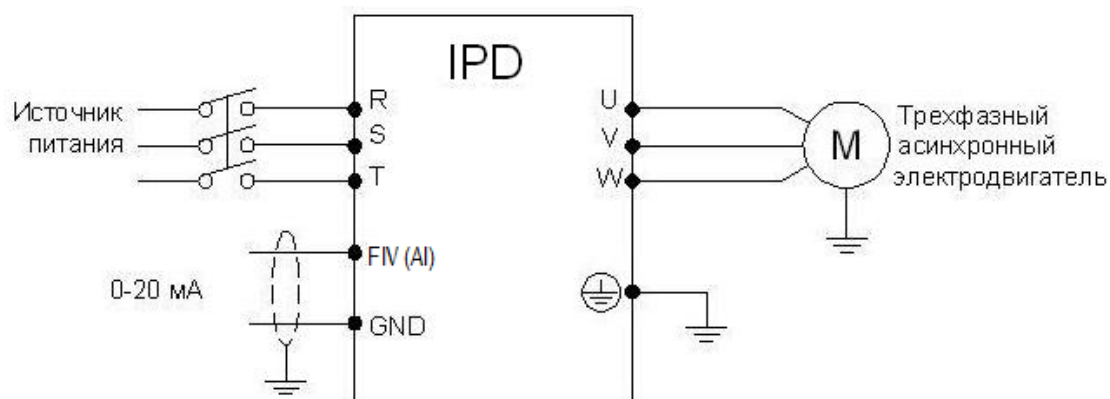 IPD
Источник
питания
R
S
T
FIV (AI)
0-20 мА
GND
U
V
W
M
Трехфазный
асинхронный
электродвигатель